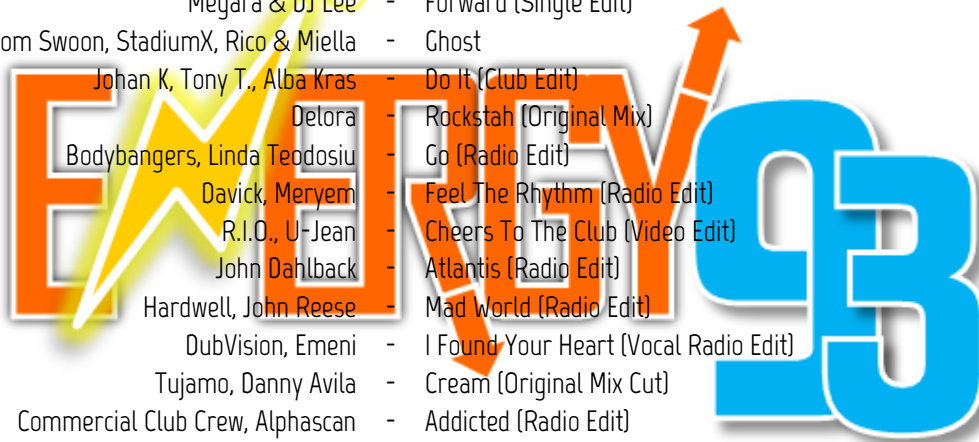 Megara & DJ Lee - Forward (Single Edit)
om Swoon, StadiumX, Rico & Miella - Ghost
Johan K, Tony T., Alba Kras - Do It (Club Edit)
Delora - Rockstah (Original Mix)
Bodybangers, Linda Teodosiu - Go (Radio Edit)
Davick, Meryem - Feel The Rhythm (Radio Edit)
R.I.O., U-Jean - Cheers To The Club (Video Edit)
John Dahlback - Atlantis (Radio Edit)
Hardwell, John Reese - Mad World (Radio Edit)
DubVision, Emeni - I Found Your Heart (Vocal Radio Edit)
Tujamo, Danny Avila - Cream (Original Mix Cut)
Commercial Club Crew, Alphascan - Addicted (Radio Edit)
ENERGY 93